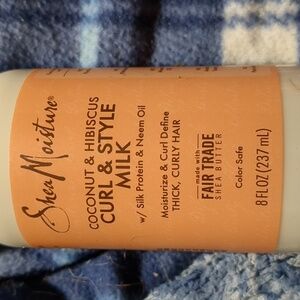 SheaMoisture®
COCONUT & HIBISCUS
CURL & STYLE
MILK
w/ Silk Protein & Neem Oil
Moisturize & Curl Define
THICK, CURLY HAIR
made with
FAIR TRADE
SHEA BUTTER
Color Safe
8 FL OZ (237 mL)